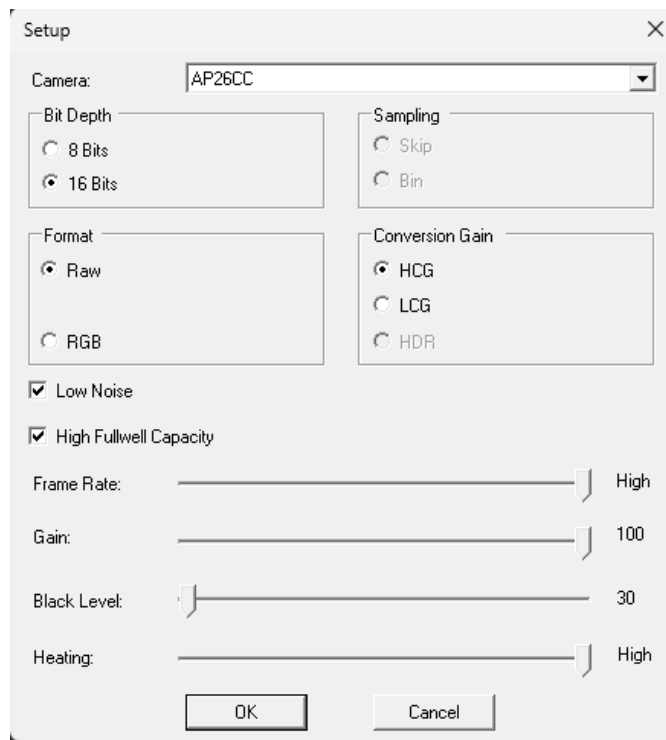 Setup
Camera: AP26CC
Bit Depth
8 Bits
16 Bits
Sampling
Skip
Bin
Format
Raw
RGB
Conversion Gain
HCG
LCG
HDR
Low Noise
High Fullwell Capacity
Frame Rate: High
Gain: 100
Black Level: 30
Heating: High
OK Cancel